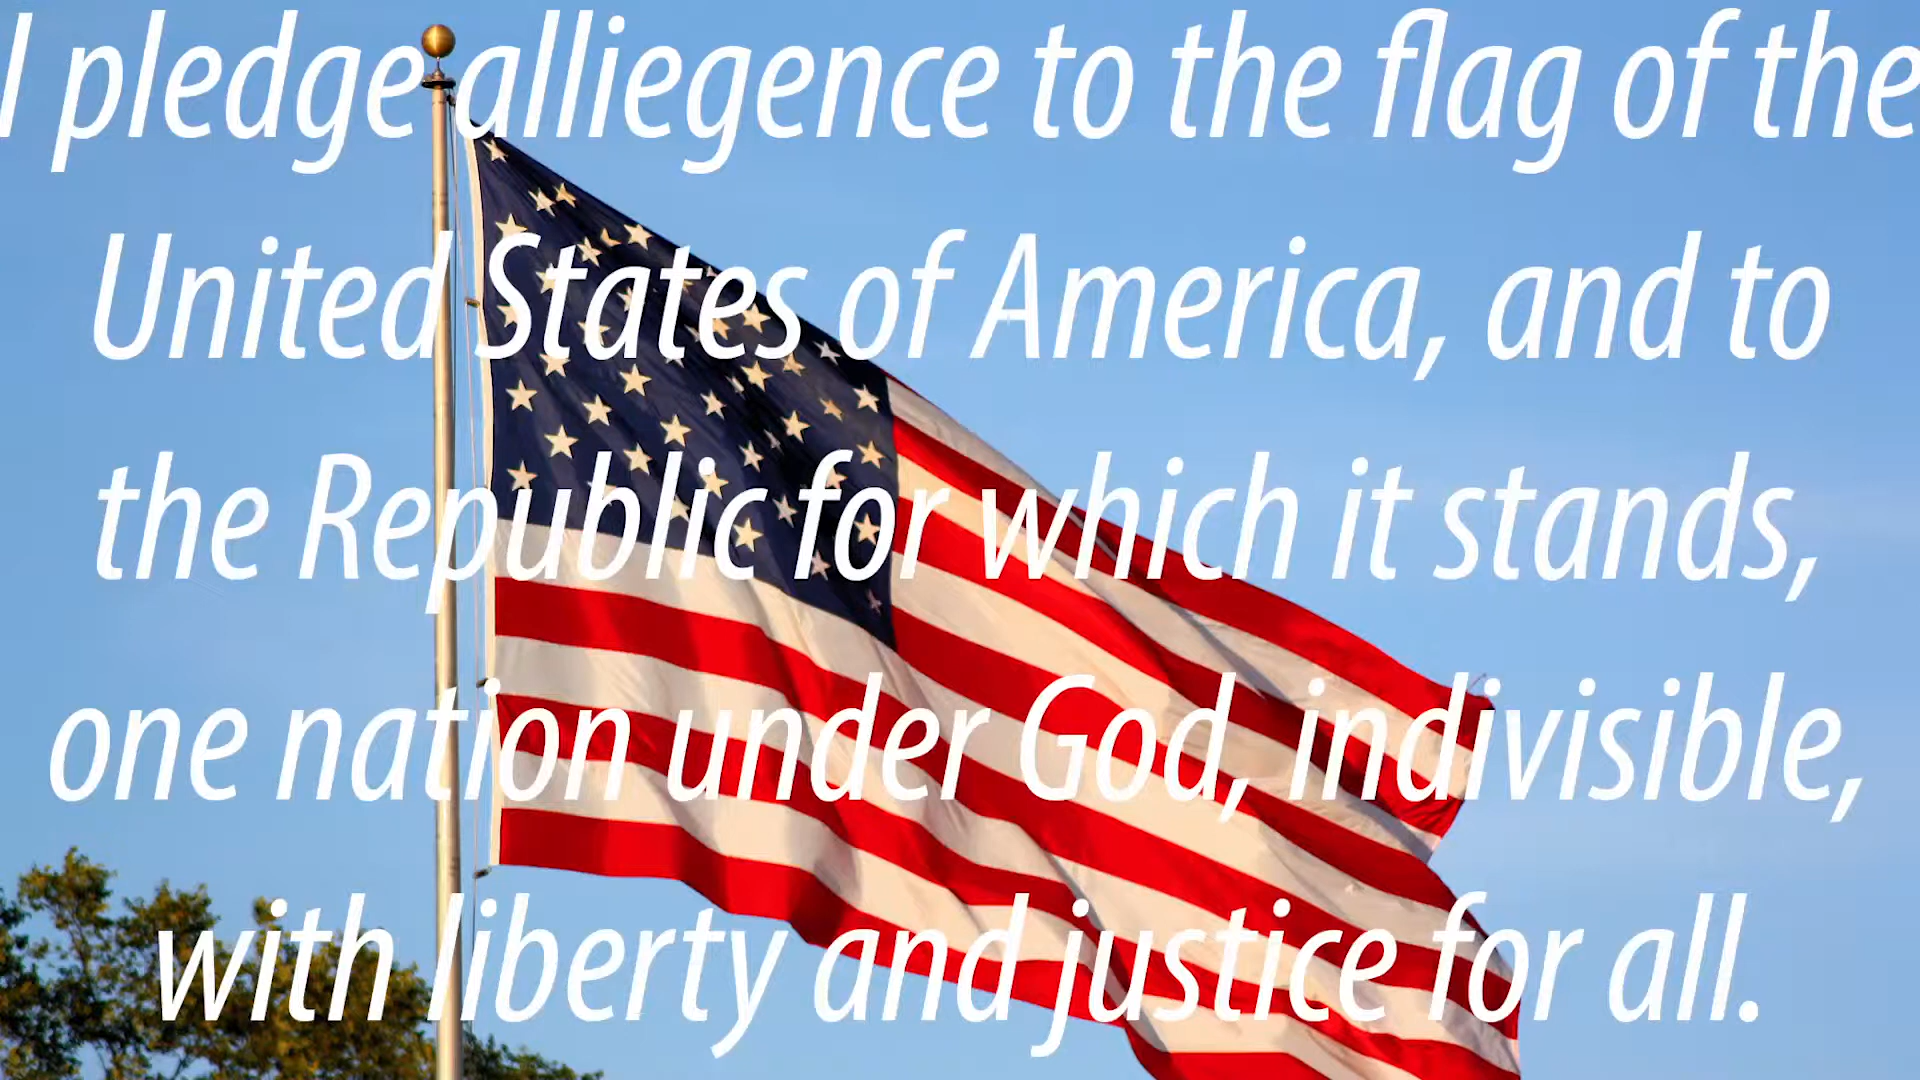 I pledge alliegence to the flag of the
United States of America, and to
the Republic for which it stands,
one nation under God, indivisible,
with liberty and justice for all.